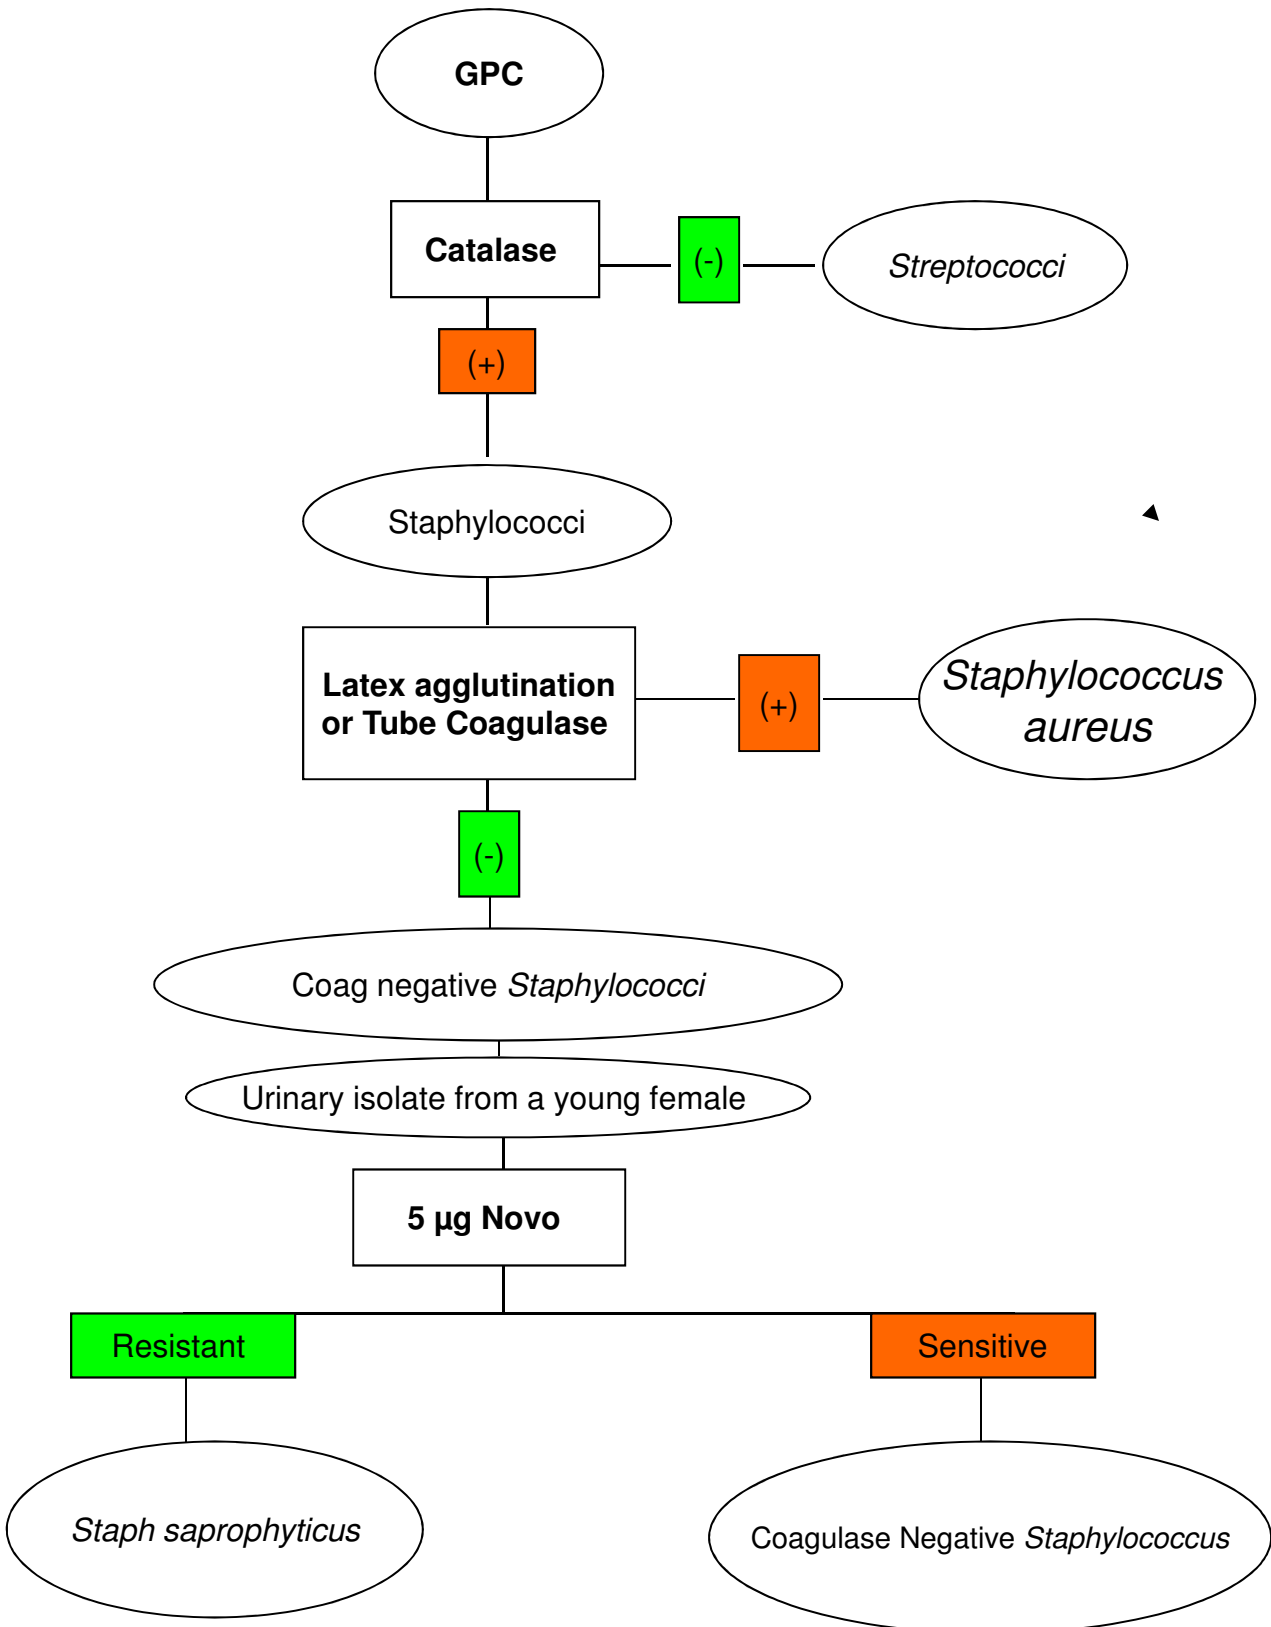 GPC
Catalase
(-)
Streptococci
(+)
Staphylococci
Latex agglutination
or Tube Coagulase
(+)
Staphylococcus
aureus
(-)
Coag negative Staphylococci
Urinary isolate from a young female
5 µg Novo
Resistant
Sensitive
Staph saprophyticus
Coagulase Negative Staphylococcus